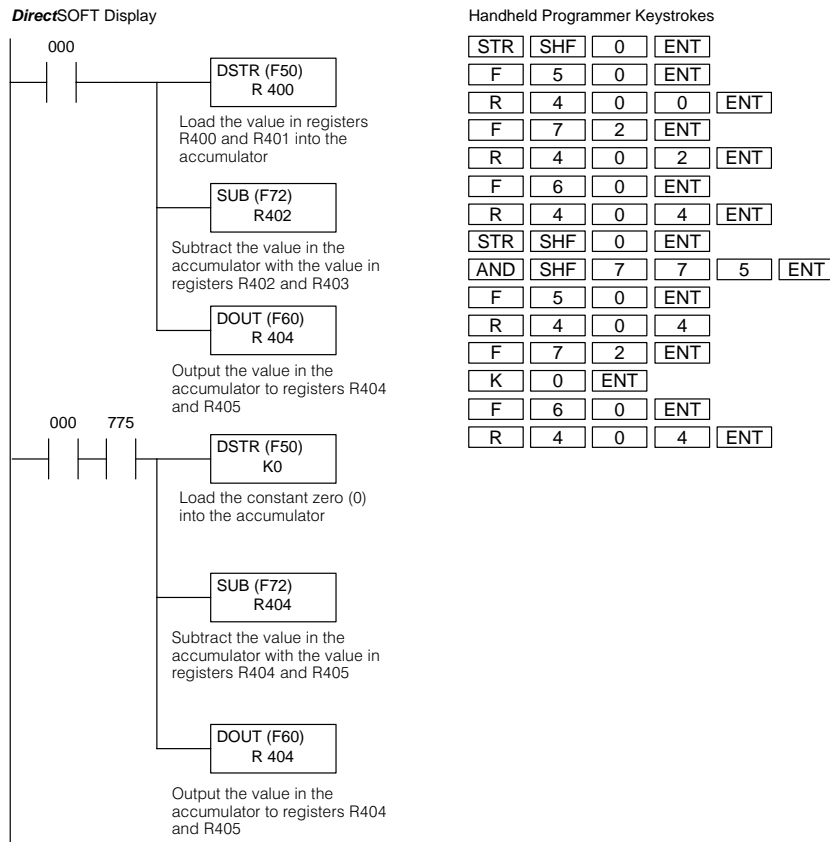 DirectSOFT Display
000
DSTR (F50)
R 400
Load the value in registers
R400 and R401 into the
accumulator
SUB (F72)
R402
Subtract the value in the
accumulator with the value in
registers R402 and R403
DOUT (F60)
R 404
Output the value in the
accumulator to registers R404
and R405
000 775
DSTR (F50)
K0
Load the constant zero (0)
into the accumulator
SUB (F72)
R404
Subtract the value in the
accumulator with the value in
registers R404 and R405
DOUT (F60)
R 404
Output the value in the
accumulator to registers R404
and R405
Handheld Programmer Keystrokes
STR SHF 0 ENT
F 5 0 ENT
R 4 0 0 ENT
F 7 2 ENT
R 4 0 2 ENT
F 6 0 ENT
R 4 0 4 ENT
STR SHF 0 ENT
AND SHF 7 7 5 ENT
F 5 0 ENT
R 4 0 4
F 7 2 ENT
K 0 ENT
F 6 0 ENT
R 4 0 4 ENT